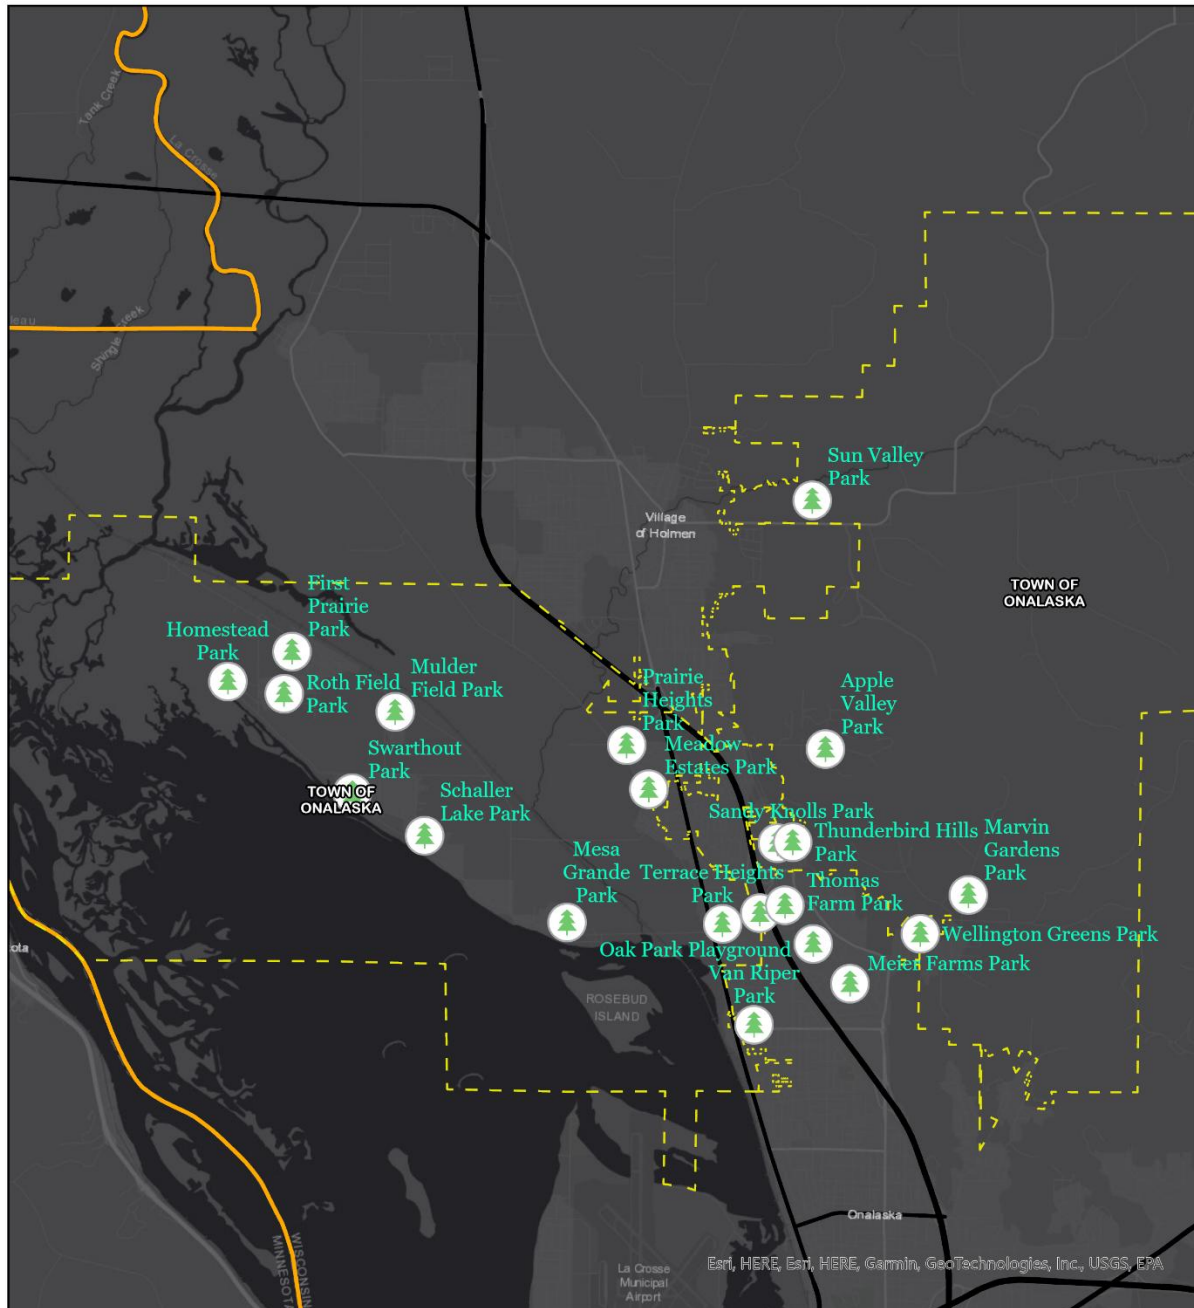 Tank Creek
La Crosse
Shingle Creek
eau
Sun Valley
Park
Village
of Holmen
TOWN OF
ONALASKA
First
Prairie
Park
Homestead
Park
Roth Field
Park
Mulder
Field Park
Prairie
Heights
Park
Apple
Valley
Park
Swarthout
Park
Meadow
Estates Park
TOWN OF
ONALASKA
Schaller
Lake Park
Sandy Knolls Park
Thunderbird Hills
Park
Marvin
Gardens
Park
Mesa
Grande
Park
Terrace Heights
Park
Thomas
Farm Park
Oak Park Playground
Wellington Greens Park
Van Riper
Park
Meier Farms Park
ota
ROSEBUD
ISLAND
Onalaska
WISCONSIN
MINNESOTA
La Crosse
Municipal
Airport
Esri, HERE, Esri, HERE, Garmin, GeoTechnologies, Inc., USGS, EPA